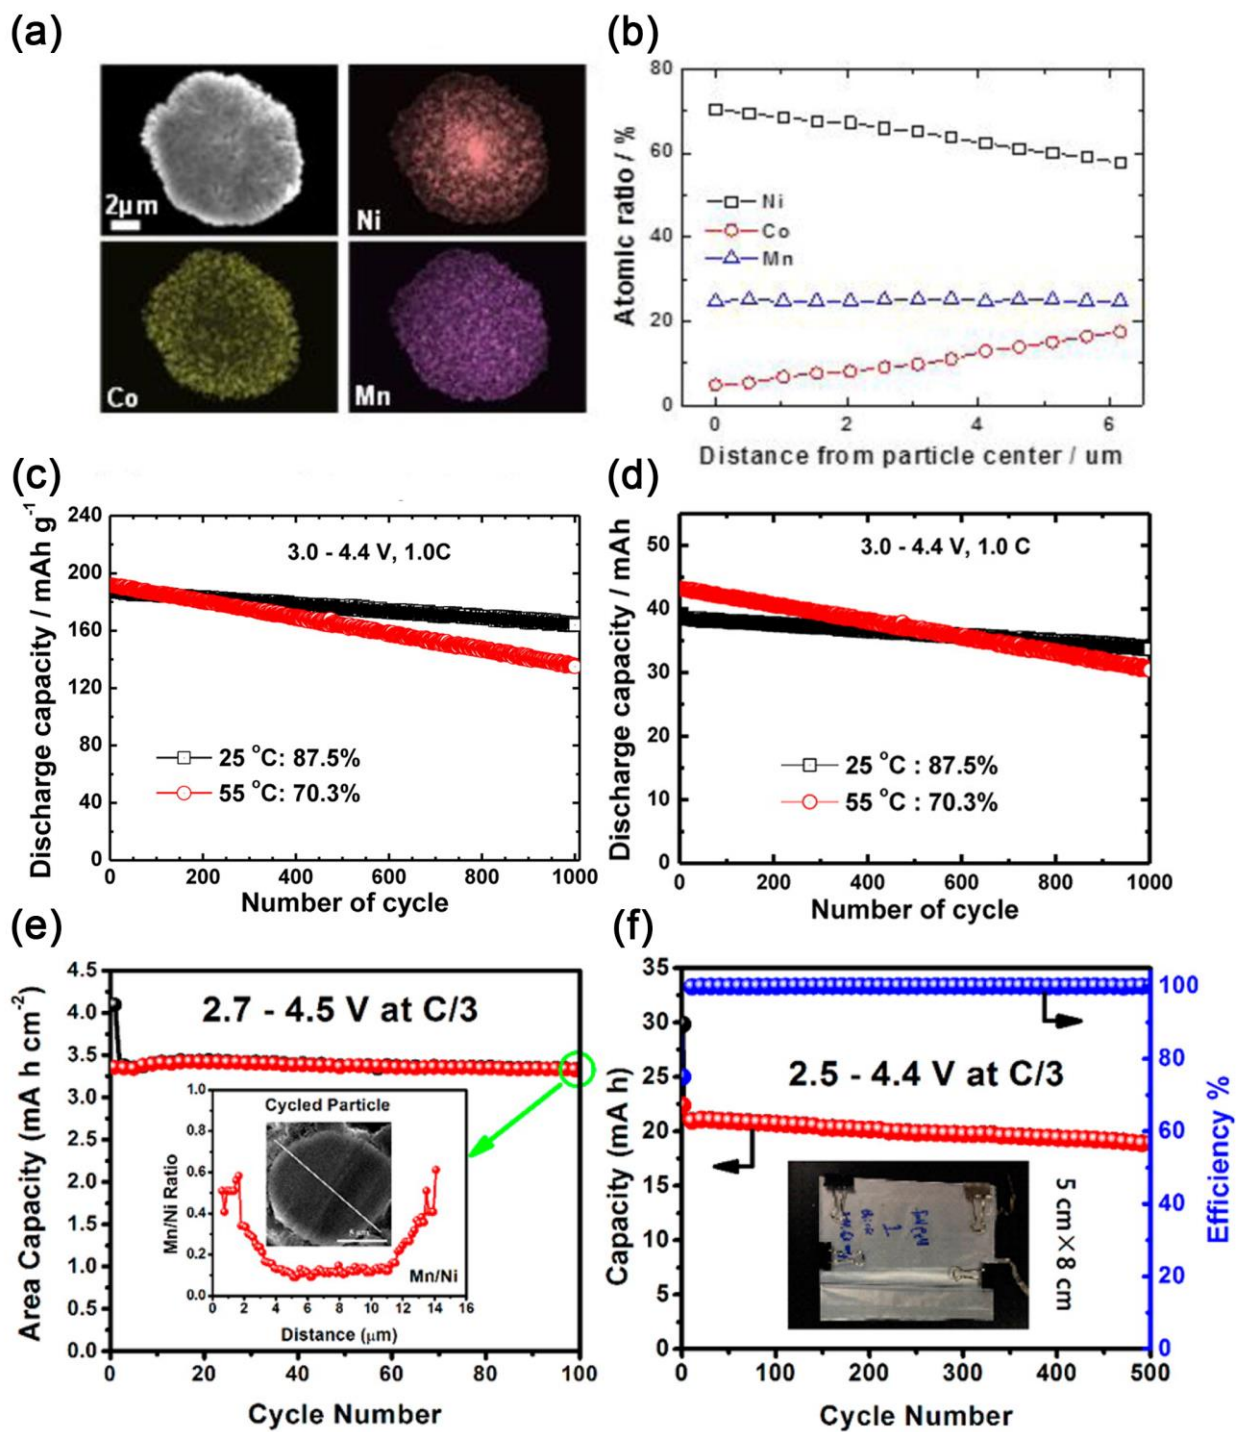 (a)
2μm
Ni
Co
Mn
(b)
80
60
40
20
0
Atomic ratio / %
Ni
Co
Mn
0 2 4 6
Distance from particle center / um
(c)
240
200
160
120
80
40
0
Discharge capacity / mAh g⁻¹
3.0 - 4.4 V, 1.0C
25 °C: 87.5%
55 °C: 70.3%
0 200 400 600 800 1000
Number of cycle
(d)
50
40
30
20
10
0
Discharge capacity / mAh
3.0 - 4.4 V, 1.0 C
25 °C : 87.5%
55 °C : 70.3%
0 200 400 600 800 1000
Number of cycle
(e)
4.5
4.0
3.5
3.0
2.5
2.0
1.5
1.0
0.5
0.0
Area Capacity (mA h cm⁻²)
2.7 - 4.5 V at C/3
1.0
0.8
0.6
0.4
0.2
0.0
Mn/Ni Ratio
Cycled Particle
Mn/Ni
0 2 4 6 8 10 12 14 16
Distance (μm)
0 20 40 60 80 100
Cycle Number
(f)
35
30
25
20
15
10
5
0
Capacity (mA h)
2.5 - 4.4 V at C/3
5 cm × 8 cm
100
80
60
40
20
0
Efficiency %
0 100 200 300 400 500
Cycle Number